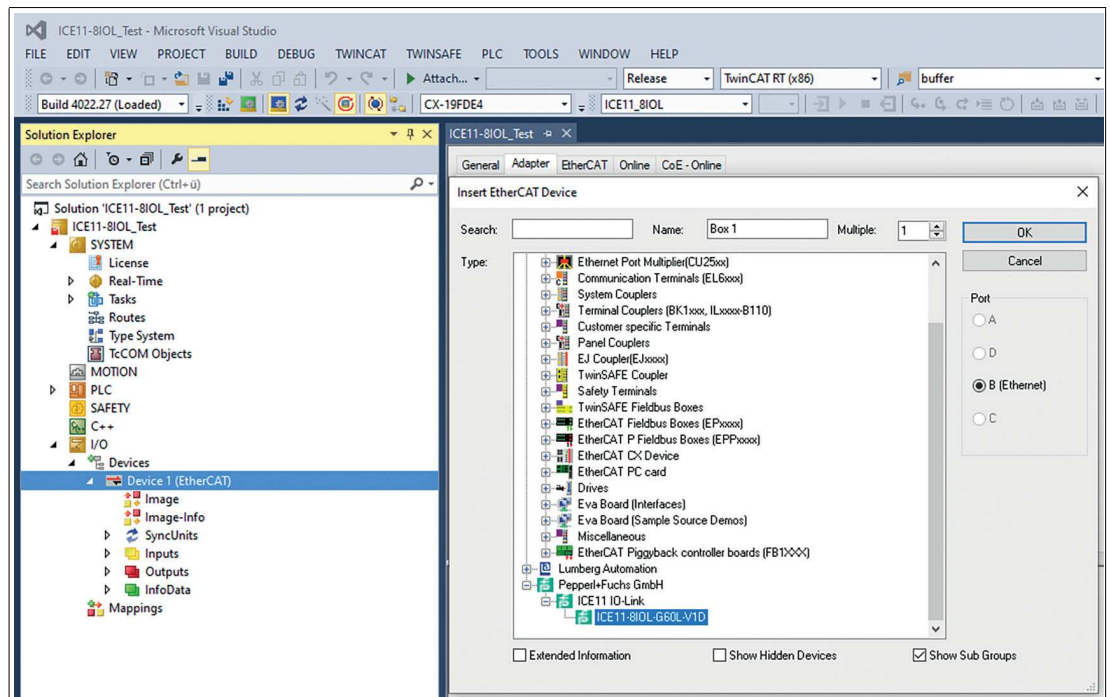 ICE11-8IOL_Test - Microsoft Visual Studio
FILE EDIT VIEW PROJECT BUILD DEBUG TWINCAT TWINSAFE PLC TOOLS WINDOW HELP
Attach... Release TwinCAT RT (x86) buffer
Build 4022.27 (Loaded) CX-19FDE4 ICE11_8IOL
Solution Explorer
Search Solution Explorer (Ctrl+ü)
Solution 'ICE11-8IOL_Test' (1 project)
ICE11-8IOL_Test
SYSTEM
License
Real-Time
Tasks
Routes
Type System
TcCOM Objects
MOTION
PLC
SAFETY
C++
I/O
Devices
Device 1 (EtherCAT)
Image
Image-Info
SyncUnits
Inputs
Outputs
InfoData
Mappings
ICE11-8IOL_Test
General Adapter EtherCAT Online CoE - Online
Insert EtherCAT Device
Search: Name: Box 1 Multiple: 1 OK
Type: Cancel
Ethernet Port Multiplier(CU25xx)
Communication Terminals (EL6xxx)
System Couplers
Terminal Couplers (BK1xxx, ILxxxx-B110)
Customer specific Terminals
Panel Couplers
EJ Coupler(EJxxxx)
TwinSAFE Coupler
Safety Terminals
TwinSAFE Fieldbus Boxes
EtherCAT Fieldbus Boxes (EPxxxx)
EtherCAT P Fieldbus Boxes (EPPxxxx)
EtherCAT CX Device
EtherCAT PC card
Drives
Eva Board (Interfaces)
Eva Board (Sample Source Demos)
Miscellaneous
EtherCAT Piggyback controller boards (FB1XXX)
Lumberg Automation
Pepperl+Fuchs GmbH
ICE11 IO-Link
ICE11-8IOL-G60L-V1D
Port
A
D
B (Ethernet)
C
Extended Information Show Hidden Devices Show Sub Groups